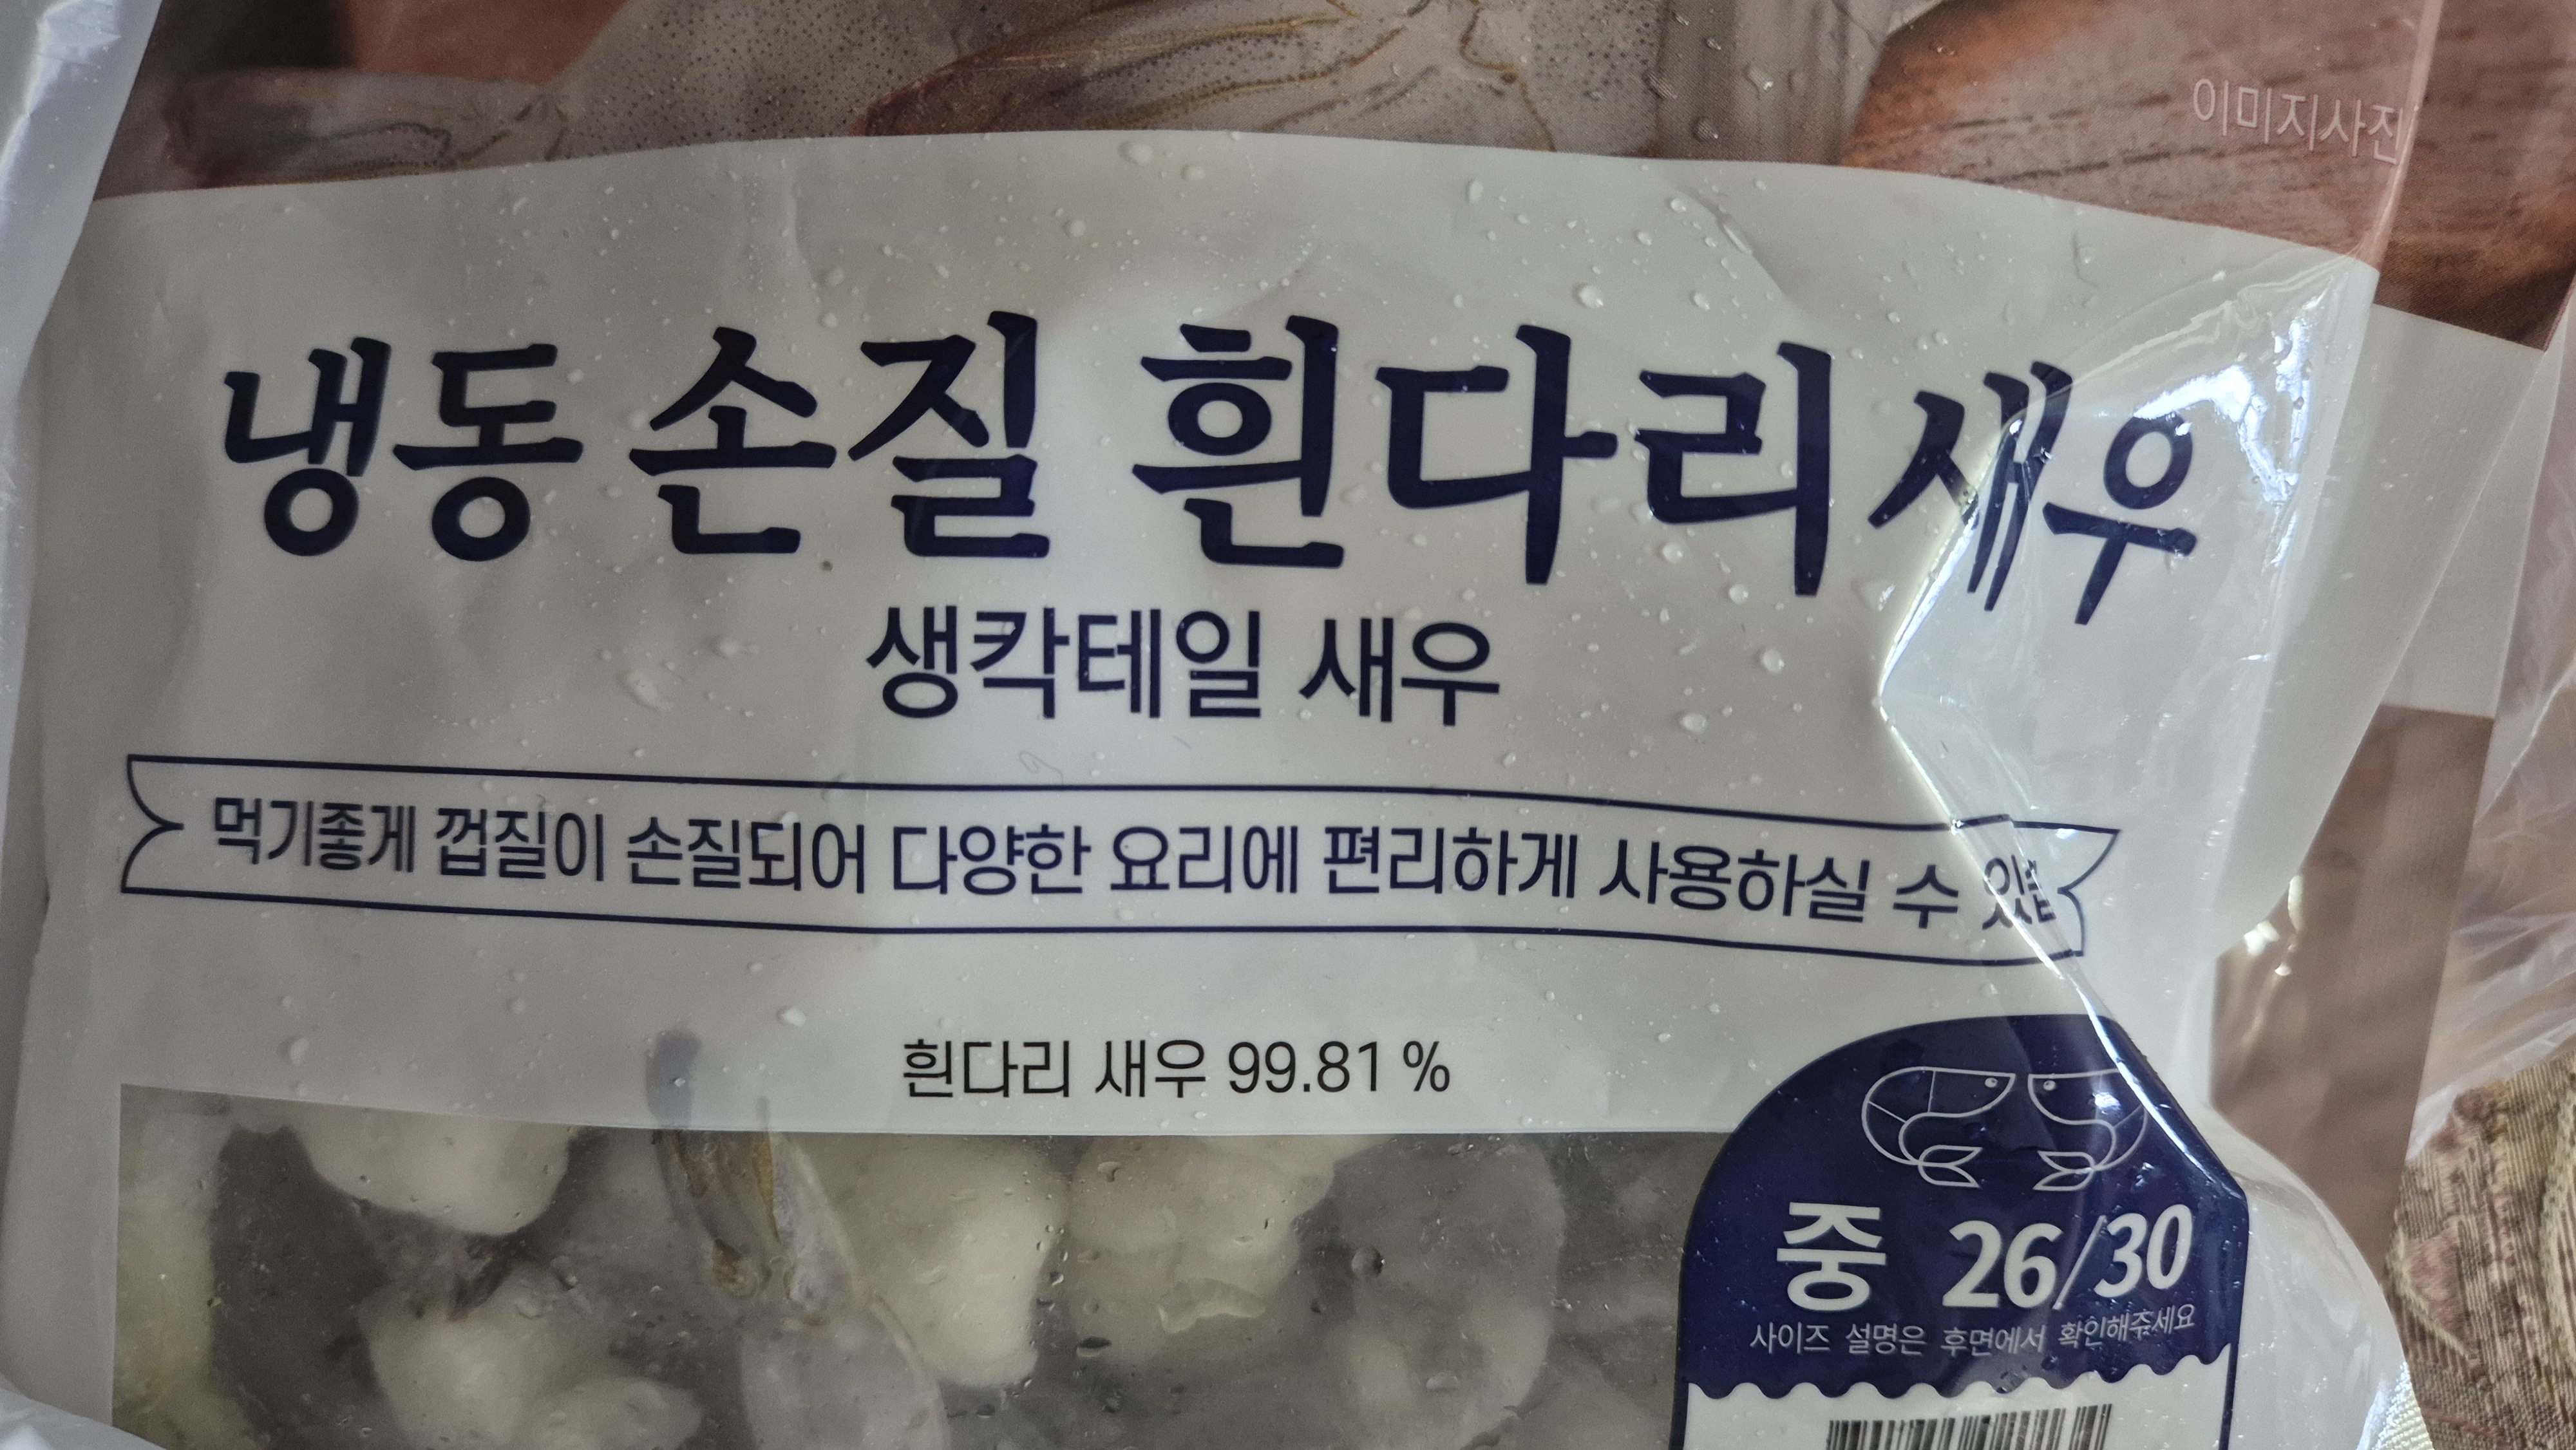 이미지사진
냉동 손질 흰다리새우
생칵테일 새우
먹기좋게 껍질이 손질되어 다양한 요리에 편리하게 사용하실 수
흰다리 새우 99.81 %
중 26/30
사이즈 설명은 후면에서 확인해주세요